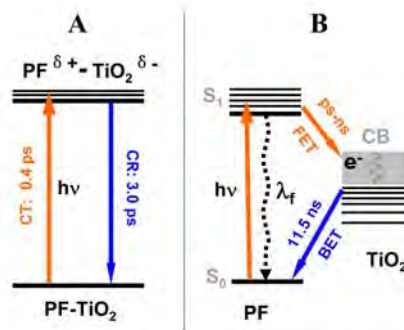 A
PF δ+ - TiO₂ δ-
CT: 0.4 ps
hν
CR: 3.0 ps
PF-TiO₂
B
S₁
ps-ns
FET
CB
e⁻
hν
λf
11.5 ns
BET
TiO₂
S₀
PF